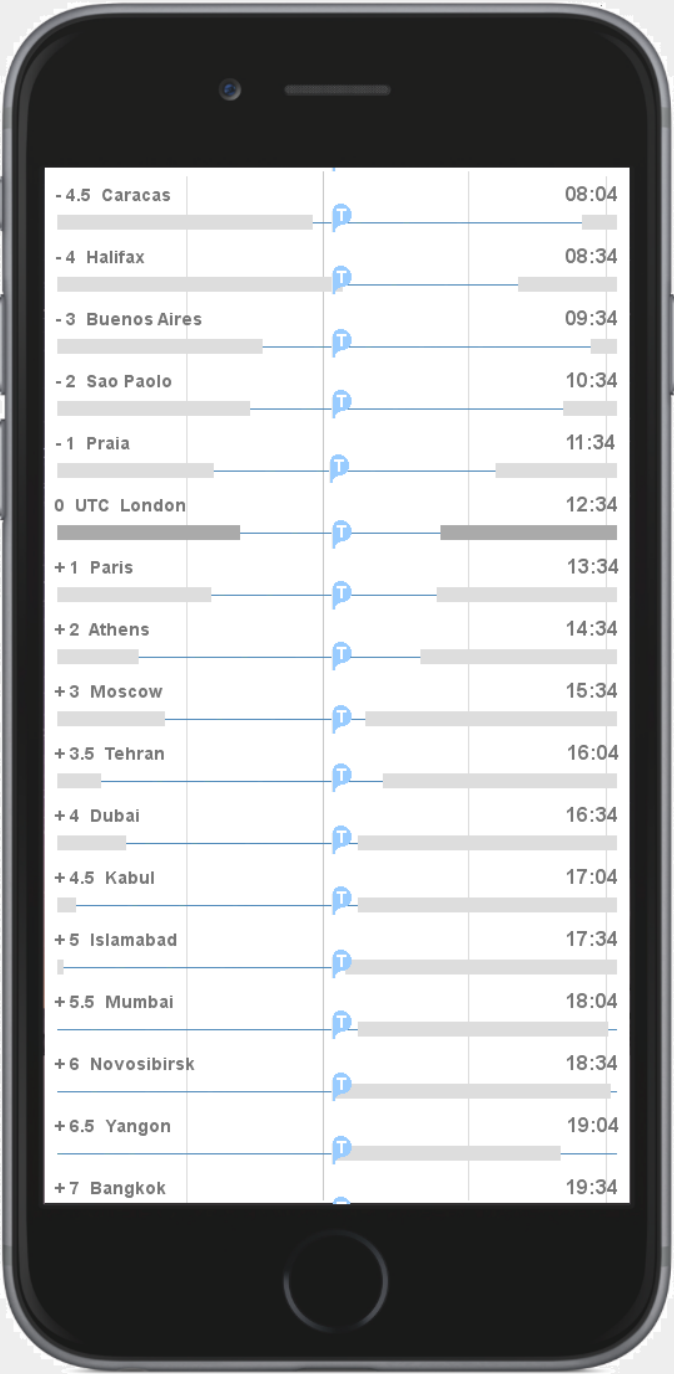 - 4.5 Caracas 08:04
T
- 4 Halifax 08:34
T
- 3 Buenos Aires 09:34
T
- 2 Sao Paolo 10:34
T
- 1 Praia 11:34
T
0 UTC London 12:34
T
+ 1 Paris 13:34
T
+ 2 Athens 14:34
T
+ 3 Moscow 15:34
T
+ 3.5 Tehran 16:04
T
+ 4 Dubai 16:34
T
+ 4.5 Kabul 17:04
T
+ 5 Islamabad 17:34
T
+ 5.5 Mumbai 18:04
T
+ 6 Novosibirsk 18:34
T
+ 6.5 Yangon 19:04
T
+ 7 Bangkok 19:34